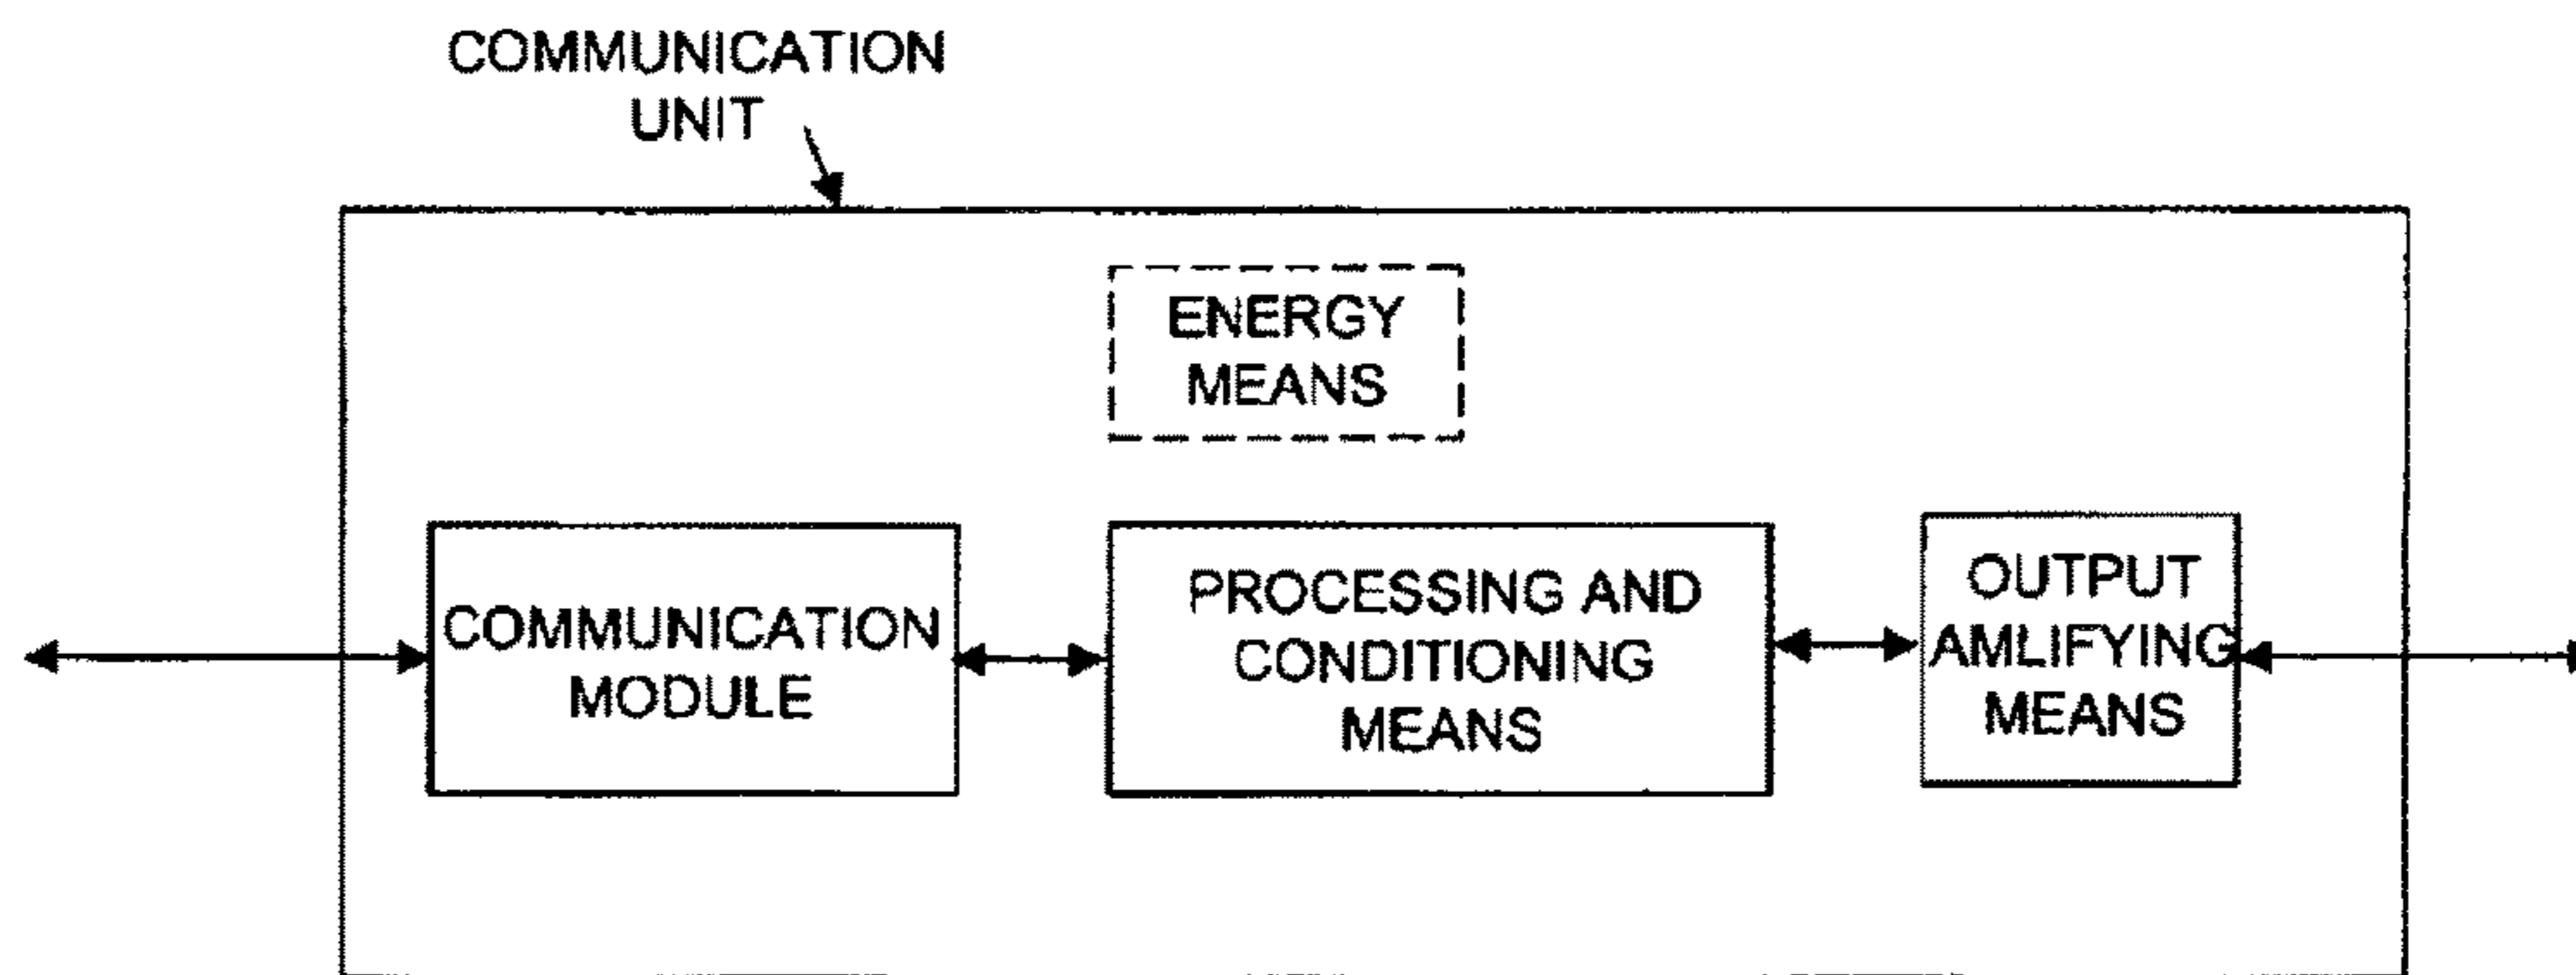 COMMUNICATION
UNIT
ENERGY
MEANS
COMMUNICATION
MODULE
PROCESSING AND
CONDITIONING
MEANS
OUTPUT
AMLIFYING
MEANS